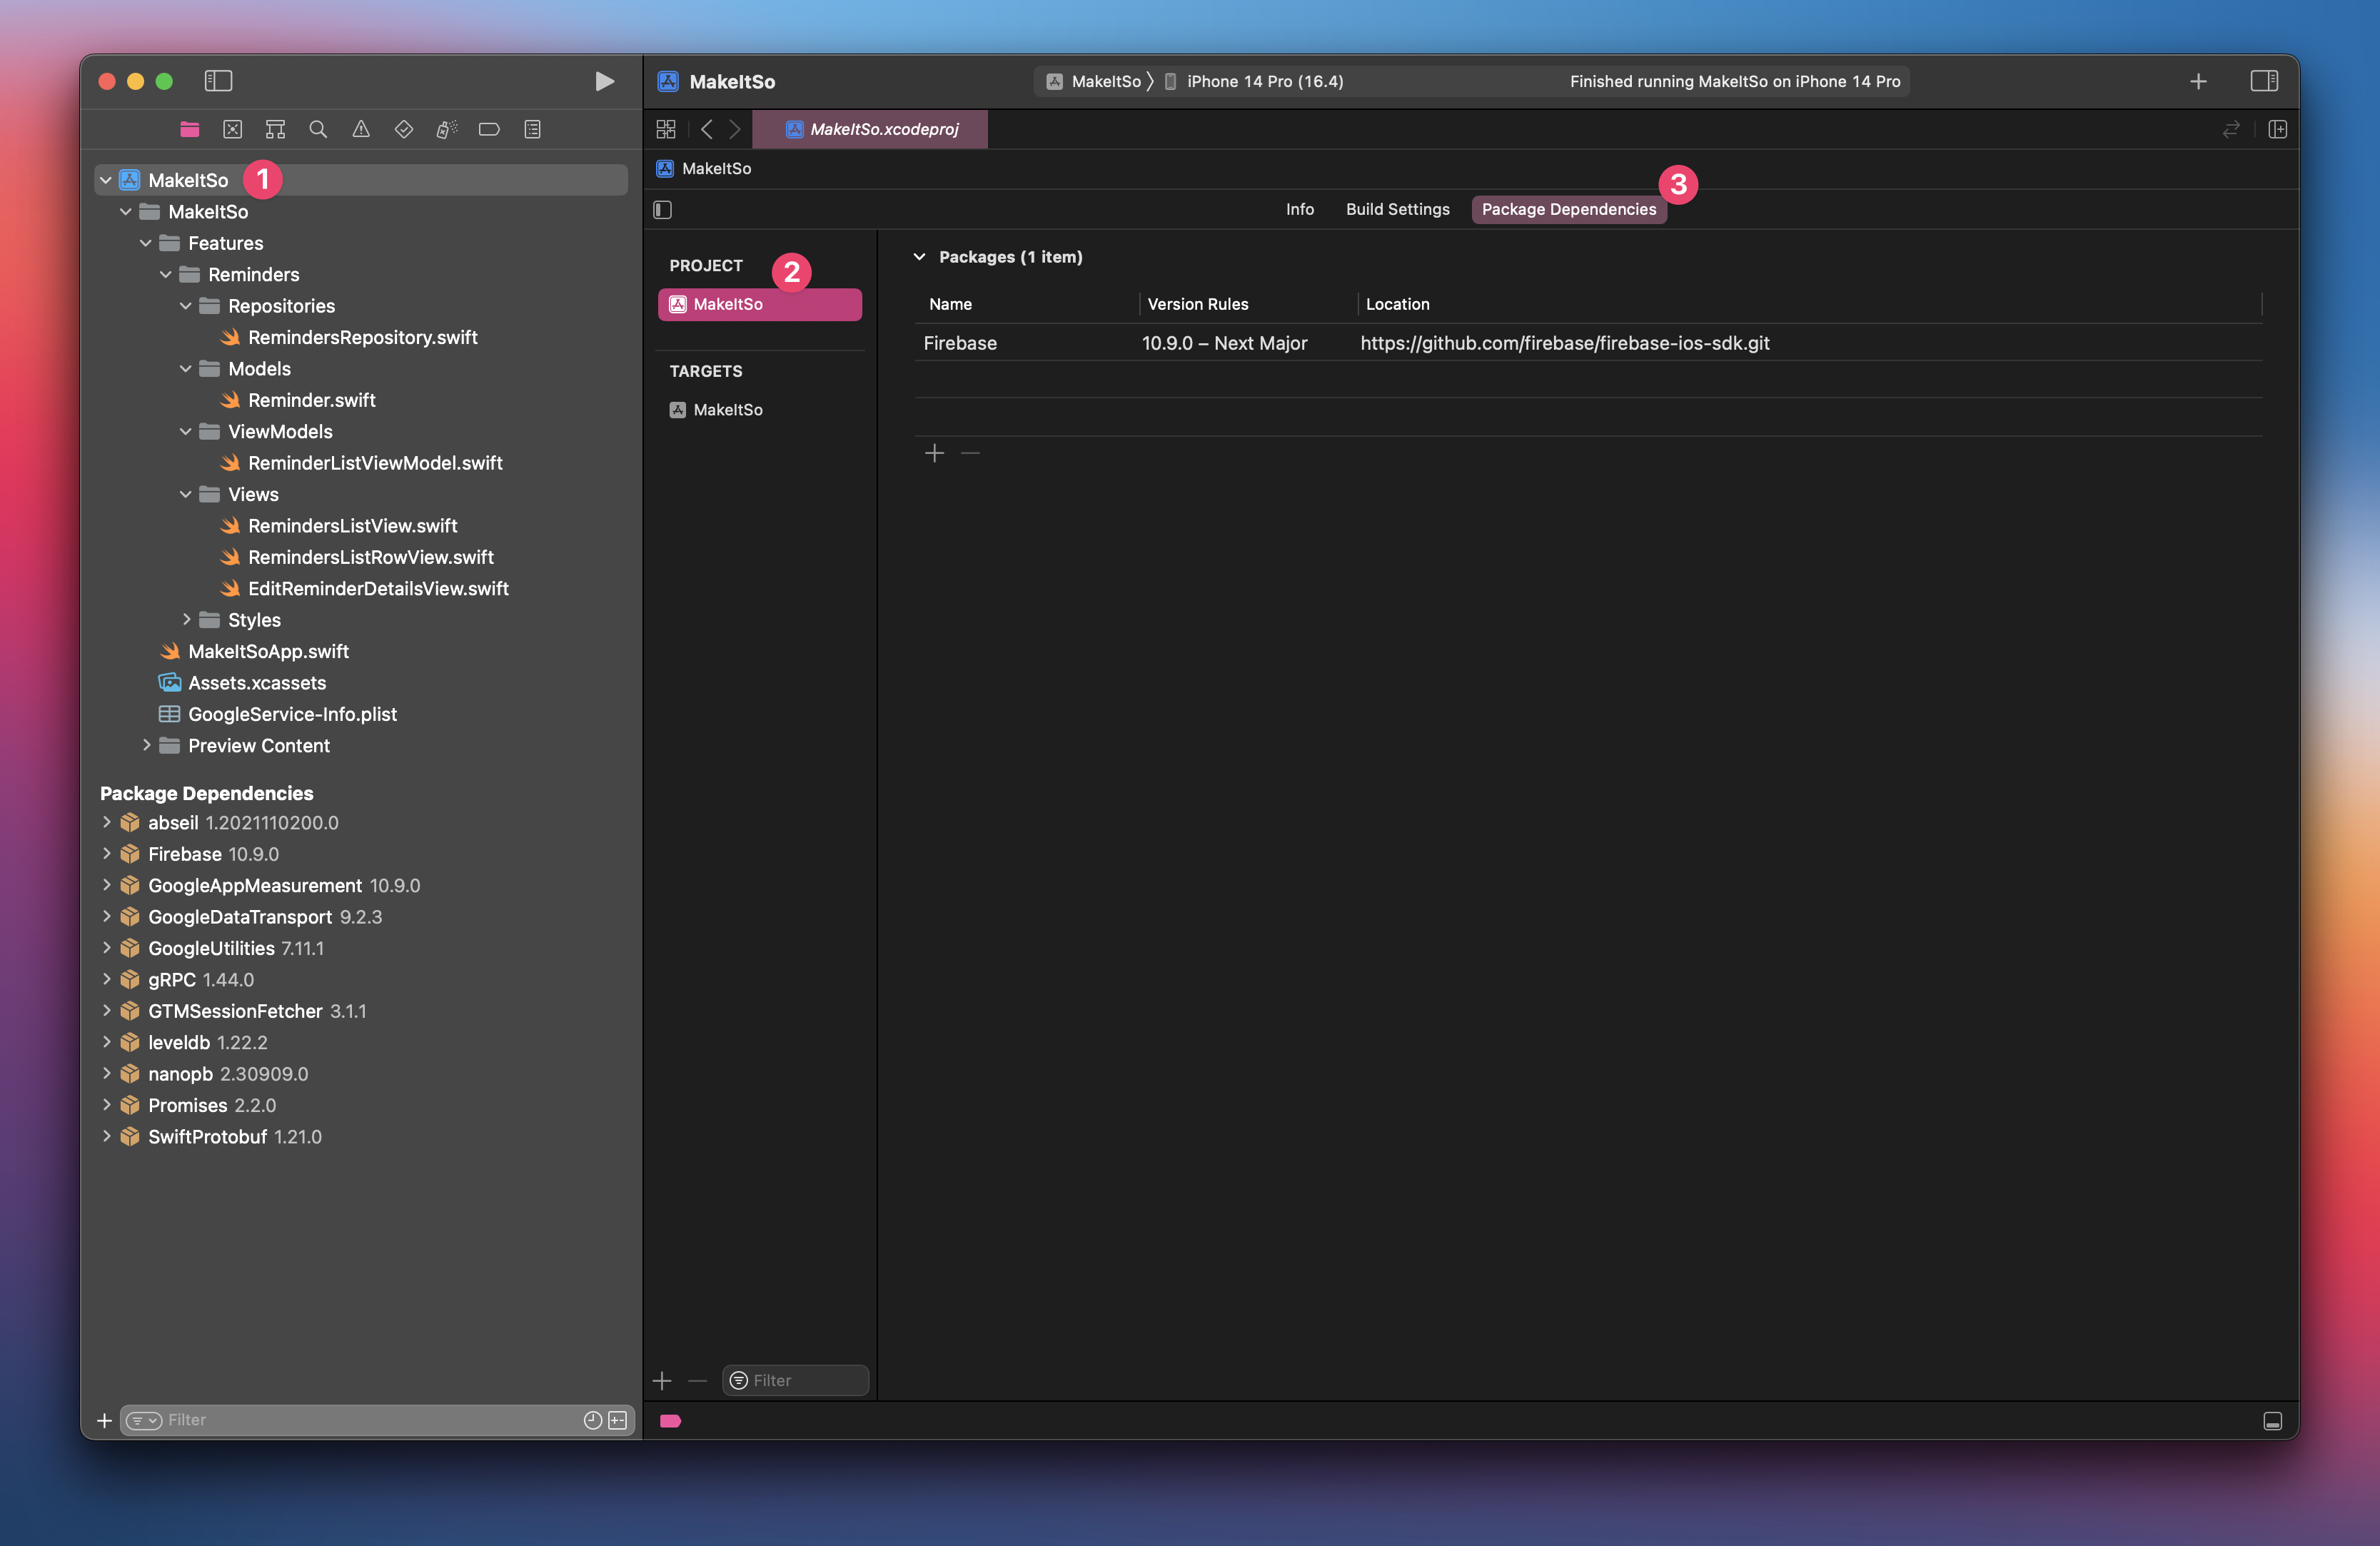 MakeItSo
MakeItSo
iPhone 14 Pro (16.4)
Finished running MakeItSo on iPhone 14 Pro
MakeItSo.xcodeproj
MakeItSo
MakeItSo
1
MakeItSo
Features
Reminders
Repositories
RemindersRepository.swift
Models
Reminder.swift
ViewModels
ReminderListViewModel.swift
Views
RemindersListView.swift
RemindersListRowView.swift
EditReminderDetailsView.swift
Styles
MakeItSoApp.swift
Assets.xcassets
GoogleService-Info.plist
Preview Content
Package Dependencies
abseil 1.2021110200.0
Firebase 10.9.0
GoogleAppMeasurement 10.9.0
GoogleDataTransport 9.2.3
GoogleUtilities 7.11.1
gRPC 1.44.0
GTMSessionFetcher 3.1.1
leveldb 1.22.2
nanopb 2.30909.0
Promises 2.2.0
SwiftProtobuf 1.21.0
Filter
Info
Build Settings
Package Dependencies
3
PROJECT
2
MakeItSo
TARGETS
MakeItSo
Filter
Packages (1 item)
Name
Version Rules
Location
Firebase
10.9.0 – Next Major
https://github.com/firebase/firebase-ios-sdk.git